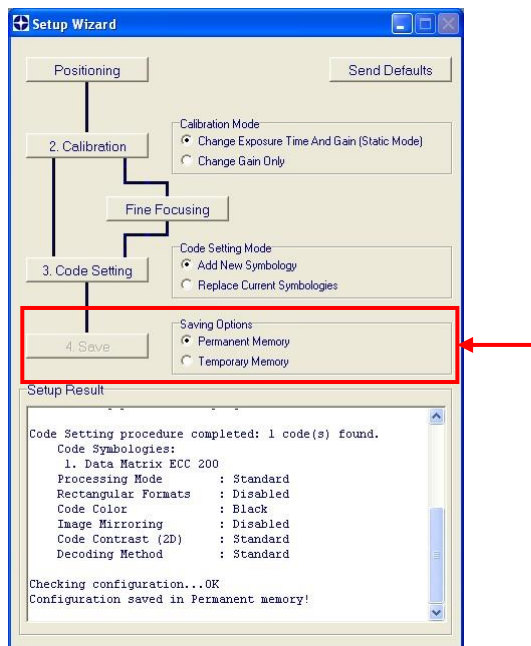 Setup Wizard
Positioning
Send Defaults
2. Calibration
Calibration Mode
Change Exposure Time And Gain (Static Mode)
Change Gain Only
Fine Focusing
3. Code Setting
Code Setting Mode
Add New Symbology
Replace Current Symbologies
4. Save
Saving Options
Permanent Memory
Temporary Memory
Setup Result
Code Setting procedure completed: 1 code(s) found.
Code Symbologies:
1. Data Matrix ECC 200
Processing Mode : Standard
Rectangular Formats : Disabled
Code Color : Black
Image Mirroring : Disabled
Code Contrast (2D) : Standard
Decoding Method : Standard
Checking configuration...OK
Configuration saved in Permanent memory!